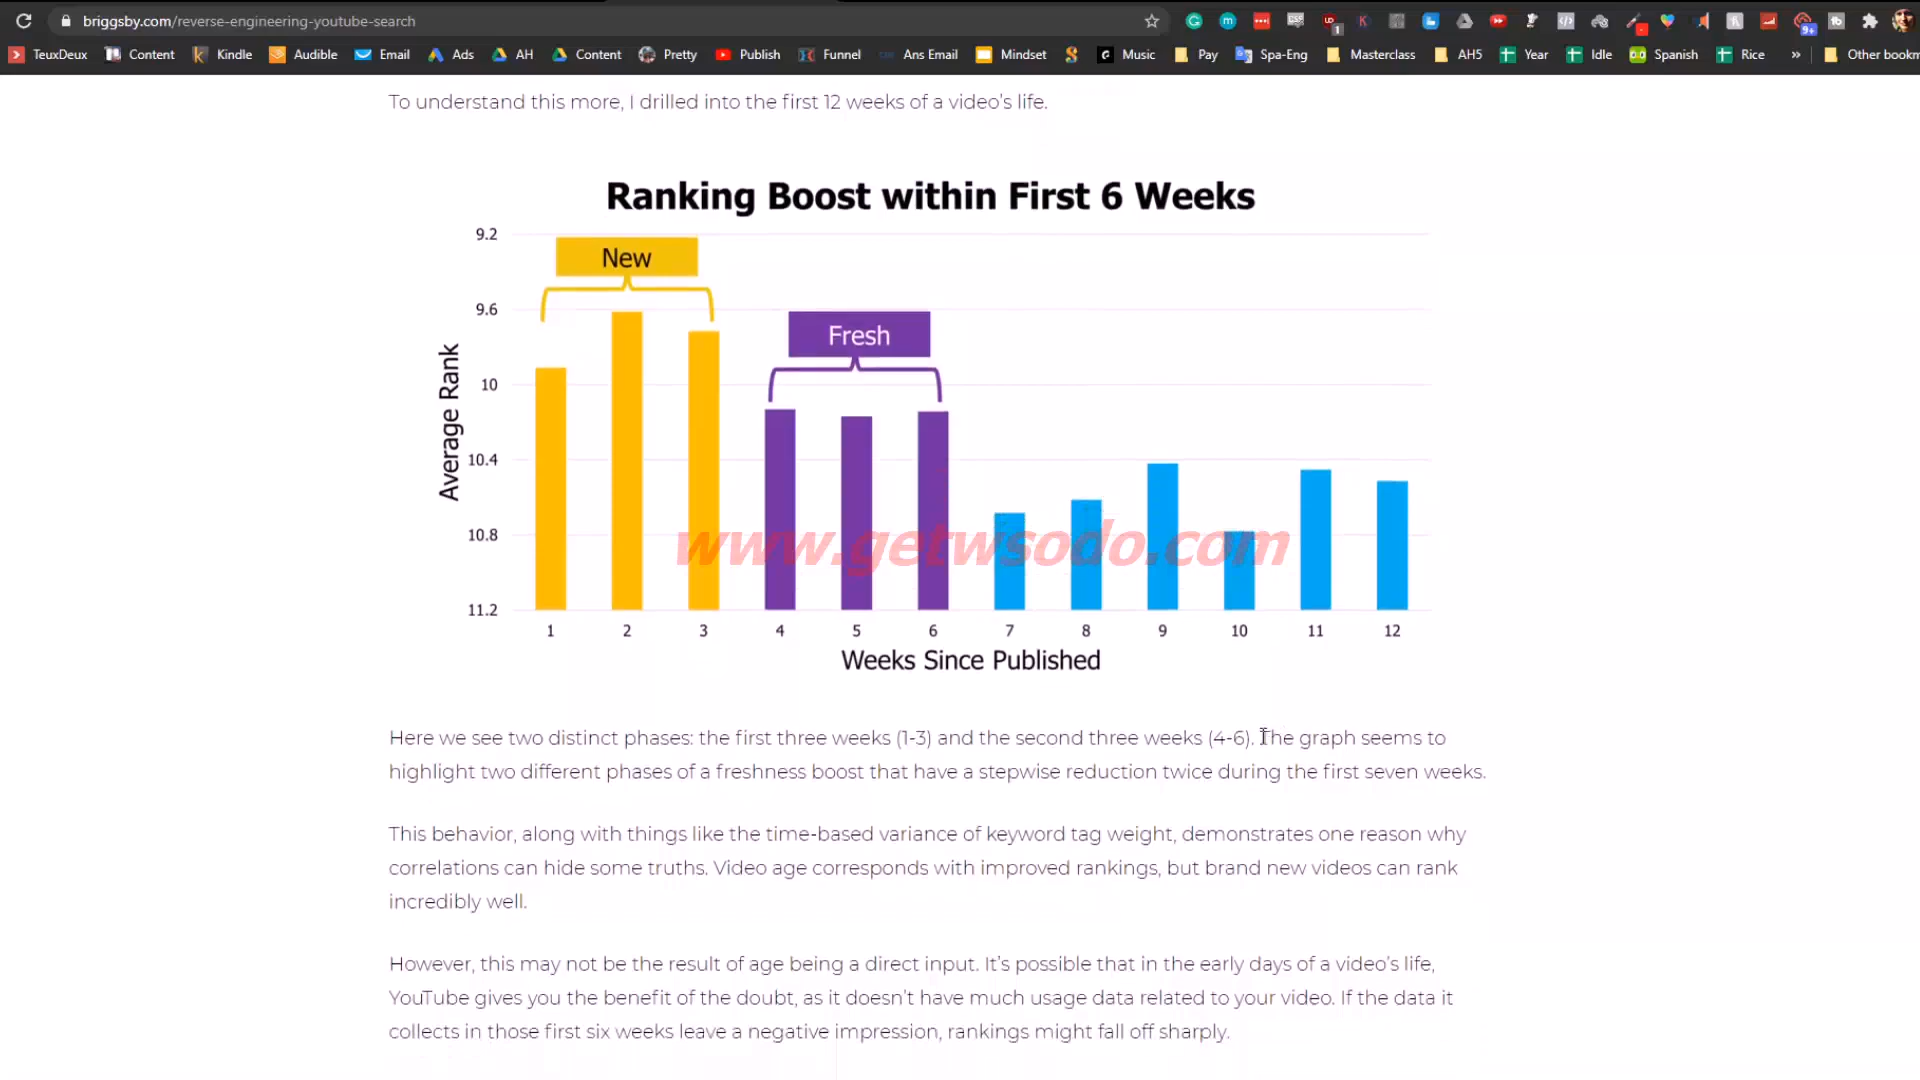 briggsby.com/reverse-engineering-youtube-search
TeuxDeux Content Kindle Audible Email Ads AH Content Pretty Publish Funnel Ans Email Mindset Music Pay Spa-Eng Masterclass AH5 Year Idle Spanish Rice » Other bookm
To understand this more, I drilled into the first 12 weeks of a video's life.
Ranking Boost within First 6 Weeks
9.2
New
9.6
Fresh
10
Average Rank
10.4
10.8
www.getwsodo.com
11.2
1 2 3 4 5 6 7 8 9 10 11 12
Weeks Since Published
Here we see two distinct phases: the first three weeks (1-3) and the second three weeks (4-6). The graph seems to
highlight two different phases of a freshness boost that have a stepwise reduction twice during the first seven weeks.
This behavior, along with things like the time-based variance of keyword tag weight, demonstrates one reason why
correlations can hide some truths. Video age corresponds with improved rankings, but brand new videos can rank
incredibly well.
However, this may not be the result of age being a direct input. It's possible that in the early days of a video's life,
YouTube gives you the benefit of the doubt, as it doesn't have much usage data related to your video. If the data it
collects in those first six weeks leave a negative impression, rankings might fall off sharply.